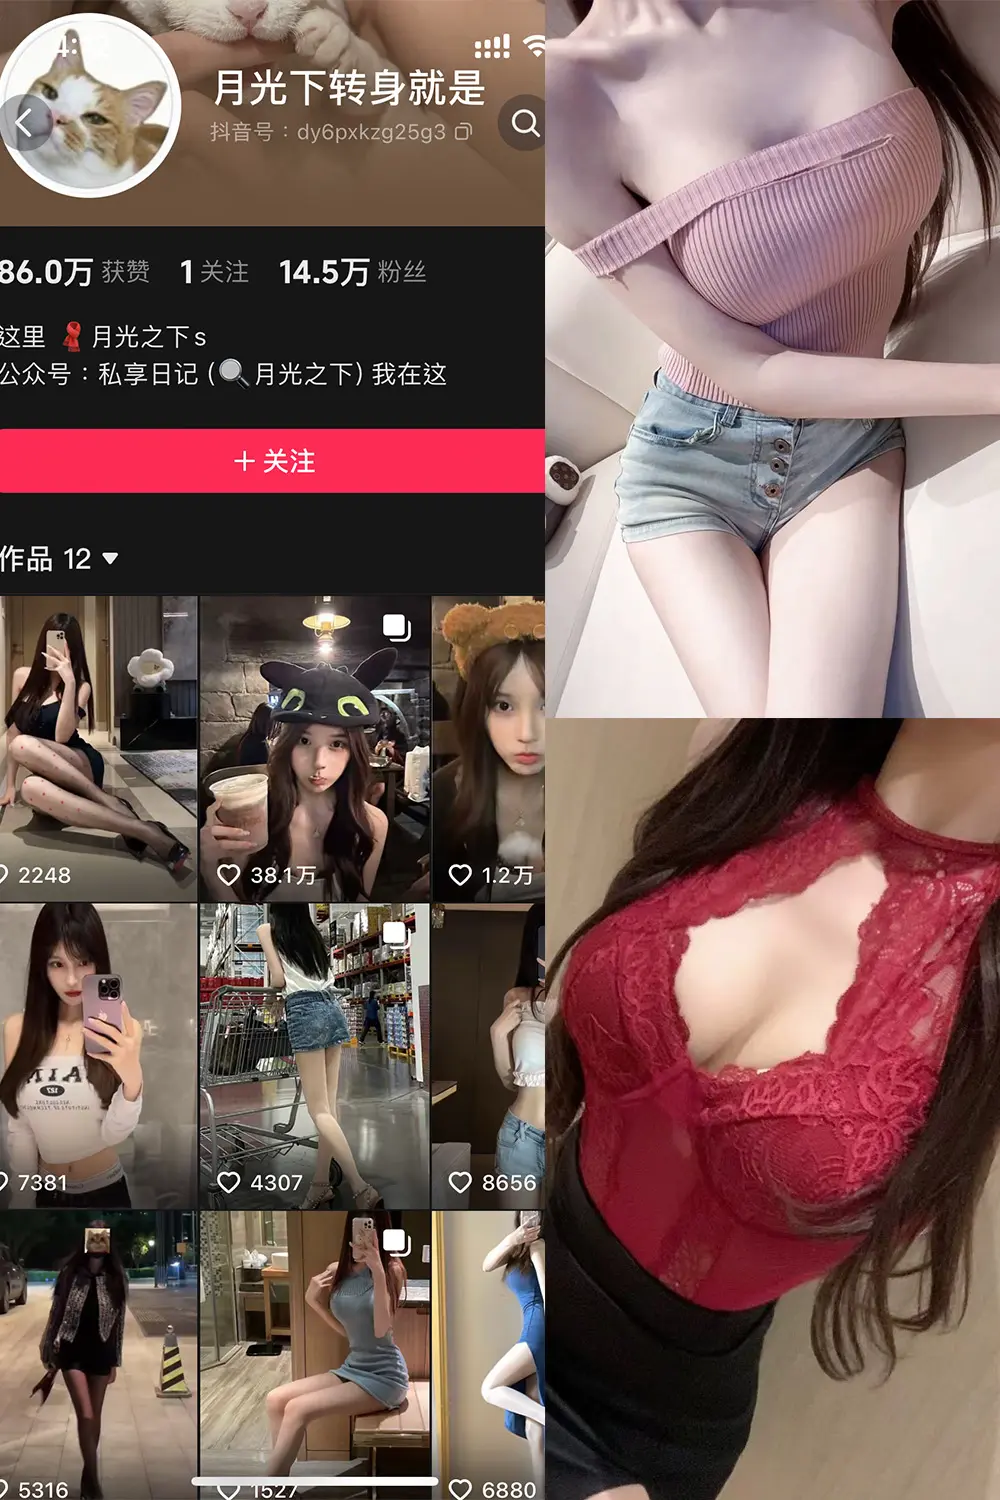 月光下转身就是
抖音号：dy6pxkzg25g3
86.0万 获赞 1 关注 14.5万 粉丝
这里 🧣 月光之下s
公众号：私享日记 (🔍月光之下) 我在这
＋关注
作品 12
2248
38.1万
1.2万
7381
4307
8656
5316
1527
6880